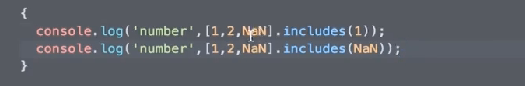 {
console.log('number',[1,2,NaN].includes(1));
console.log('number',[1,2,NaN].includes(NaN));
}